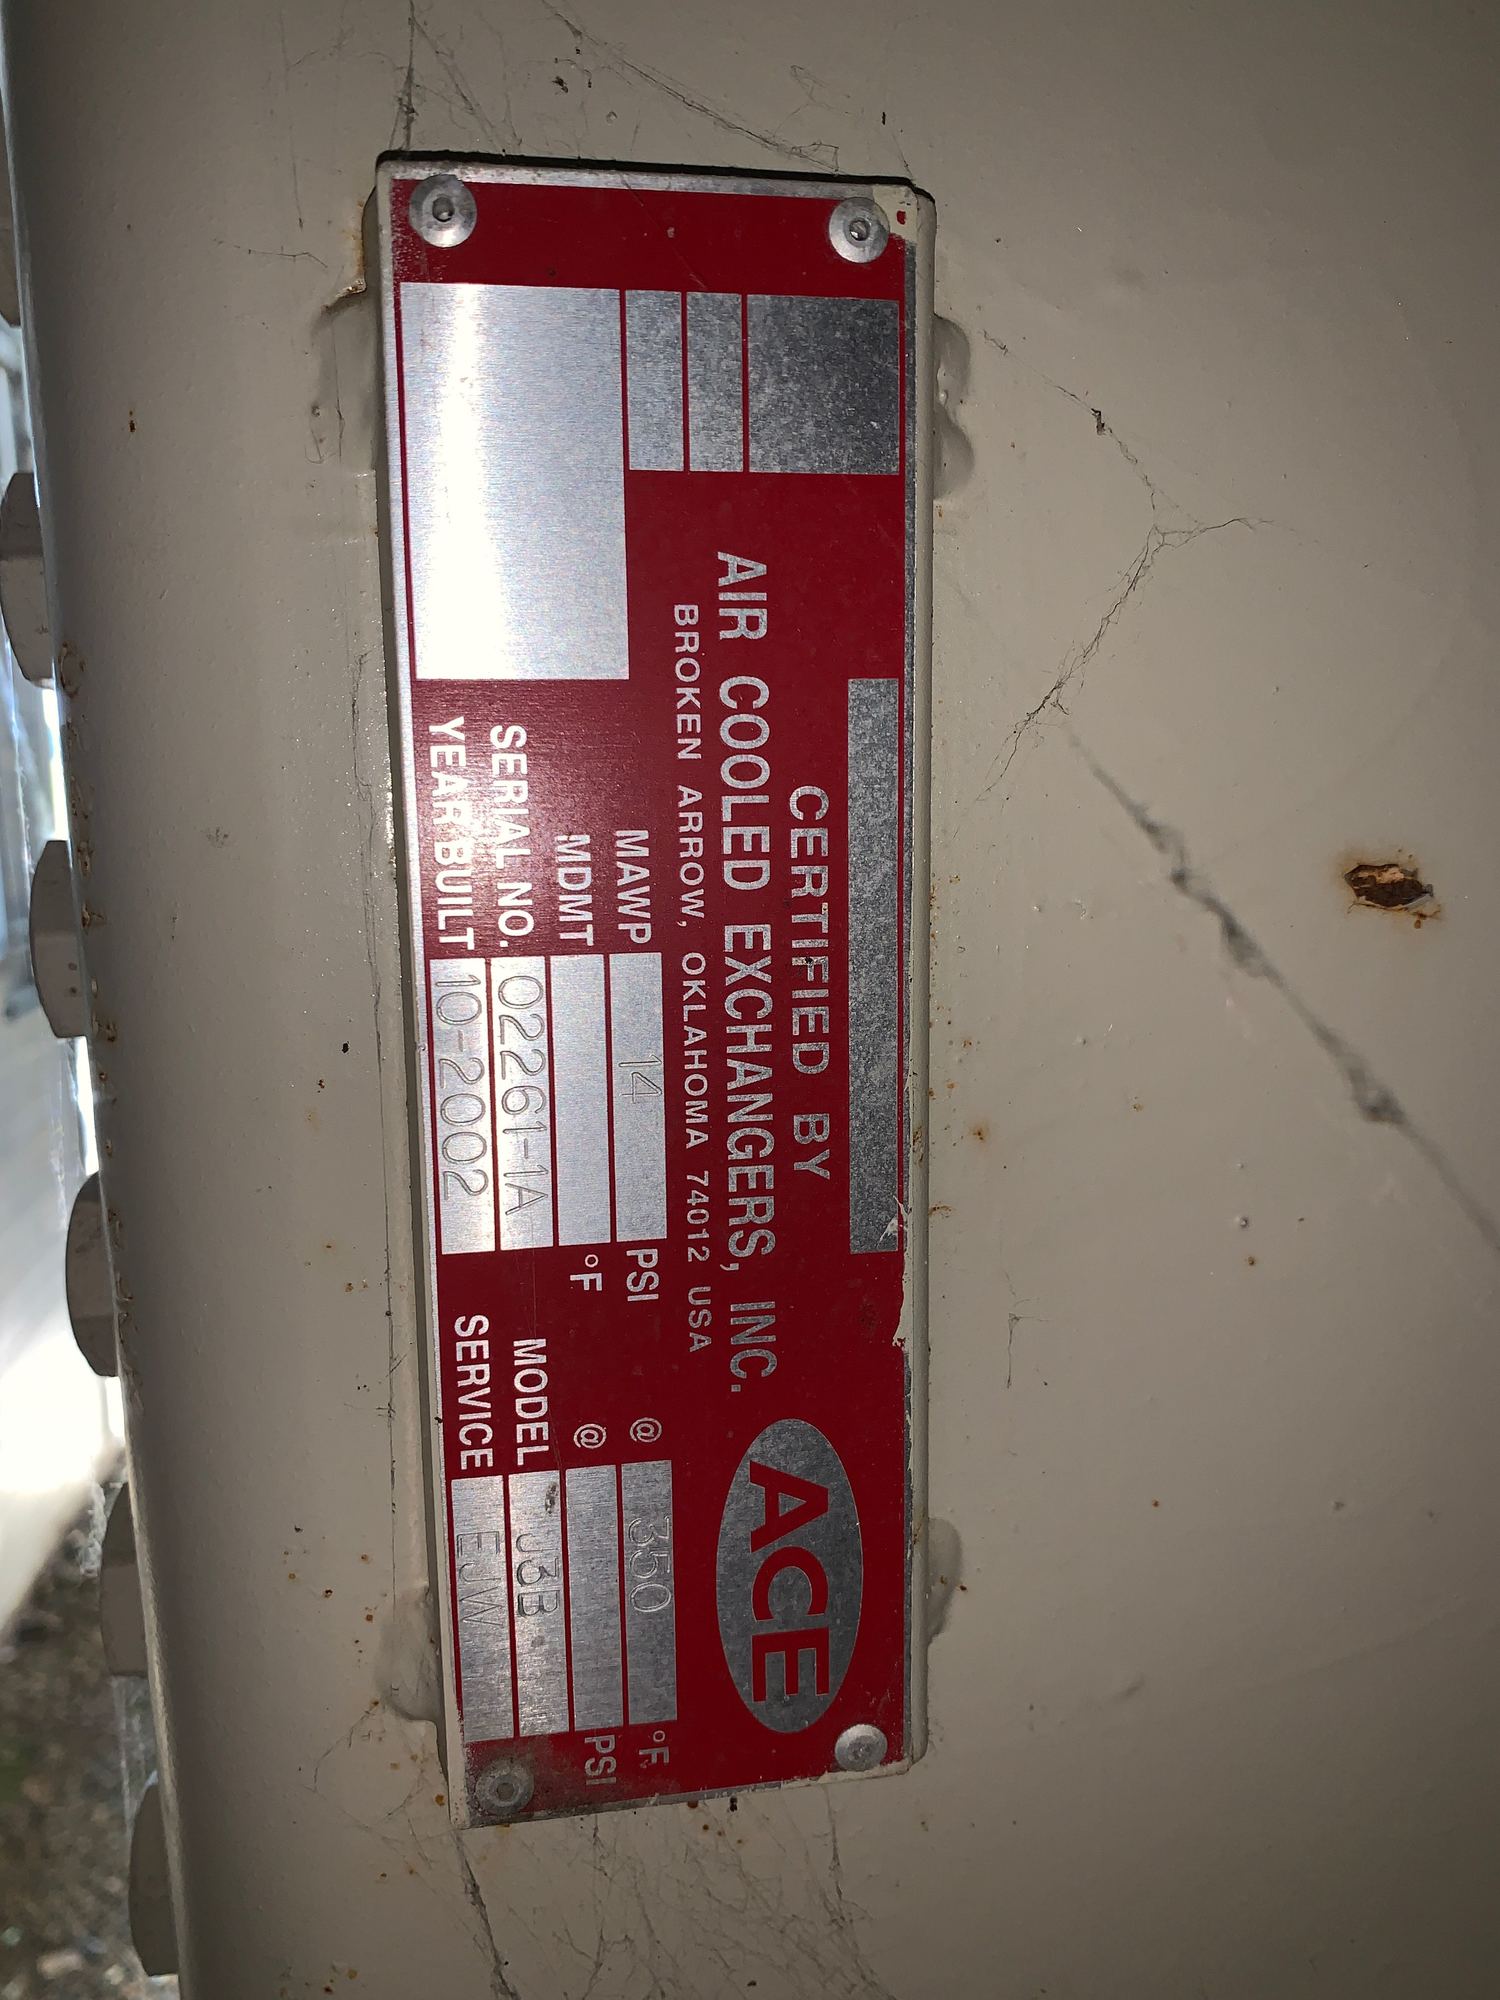 CERTIFIED BY
AIR COOLED EXCHANGERS, INC.
BROKEN ARROW, OKLAHOMA 74012 USA
ACE
MAWP 14 PSI @ 350 °F
MDMT °F @ PSI
SERIAL NO. 02261-1A MODEL J3B
YEAR BUILT 10-2002 SERVICE EJW